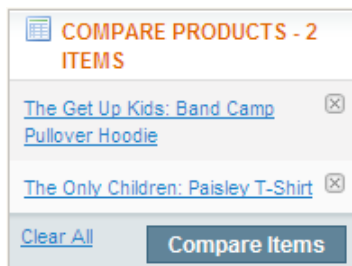 COMPARE PRODUCTS - 2
ITEMS
The Get Up Kids: Band Camp
Pullover Hoodie
The Only Children: Paisley T-Shirt
Clear All
Compare Items